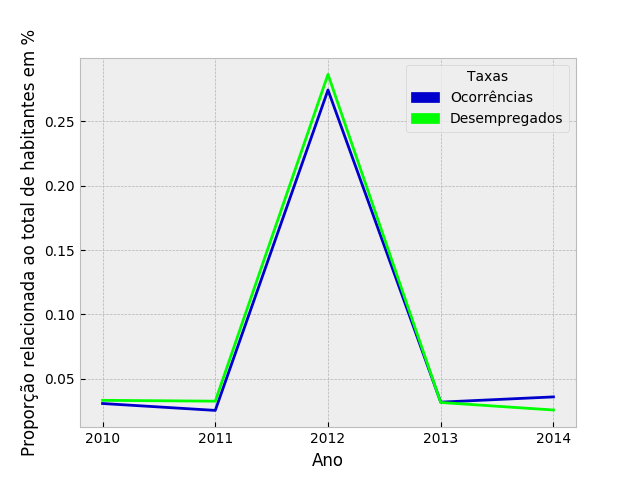 Proporção relacionada ao total de habitantes em %
Taxas
Ocorrências
Desempregados
0.25
0.20
0.15
0.10
0.05
2010 2011 2012 2013 2014
Ano